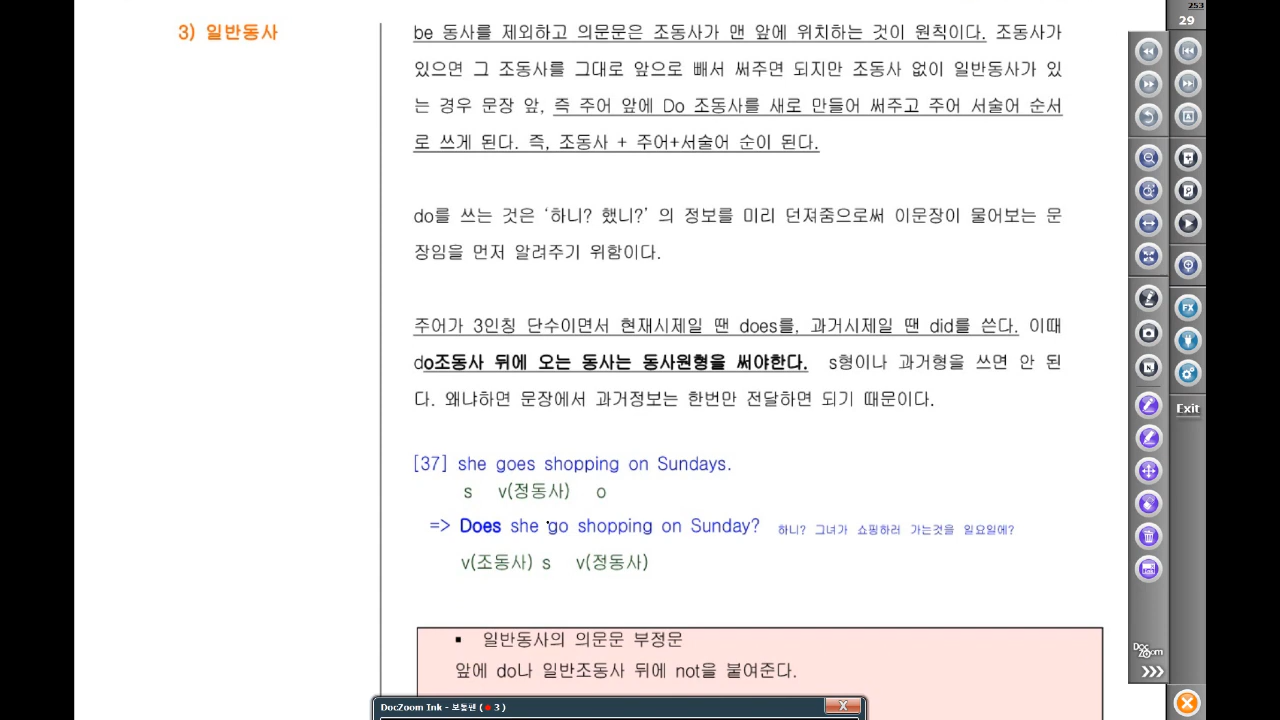 253
29
3) 일반동사
be 동사를 제외하고 의문문은 조동사가 맨 앞에 위치하는 것이 원칙이다. 조동사가
있으면 그 조동사를 그대로 앞으로 빼서 써주면 되지만 조동사 없이 일반동사가 있
는 경우 문장 앞, 즉 주어 앞에 Do 조동사를 새로 만들어 써주고 주어 서술어 순서
로 쓰게 된다. 즉, 조동사 + 주어+서술어 순이 된다.
do를 쓰는 것은 ‘하니? 했니?’ 의 정보를 미리 던져줌으로써 이문장이 물어보는 문
장임을 먼저 알려주기 위함이다.
주어가 3인칭 단수이면서 현재시제일 땐 does를, 과거시제일 땐 did를 쓴다. 이때
do조동사 뒤에 오는 동사는 동사원형을 써야한다. s형이나 과거형을 쓰면 안 된
다. 왜냐하면 문장에서 과거정보는 한번만 전달하면 되기 때문이다.
[37] she goes shopping on Sundays.
s v(정동사) o
=> Does she go shopping on Sunday? 하니? 그녀가 쇼핑하러 가는것을 일요일에?
v(조동사) s v(정동사)
▪ 일반동사의 의문문 부정문
앞에 do나 일반조동사 뒤에 not을 붙여준다.
FX
Exit
Doc Zoom
DocZoom Ink - 보통펜 ( 3 )
X